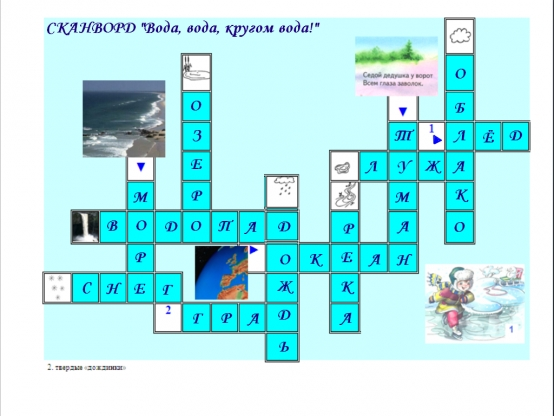 СКАНВОРД "Вода, вода, кругом вода!"
О
Седой дедушка у ворот
Всем глаза заволок.
О Б
З Т 1 Л Ё Д
Е Л У Ж А
М Р М К
В О Д О П А Д Р А О
Р О К Е А Н
С Н Е Г Ж К
2 Г Р А Д А
1
Ь
2. твердые «дождинки»